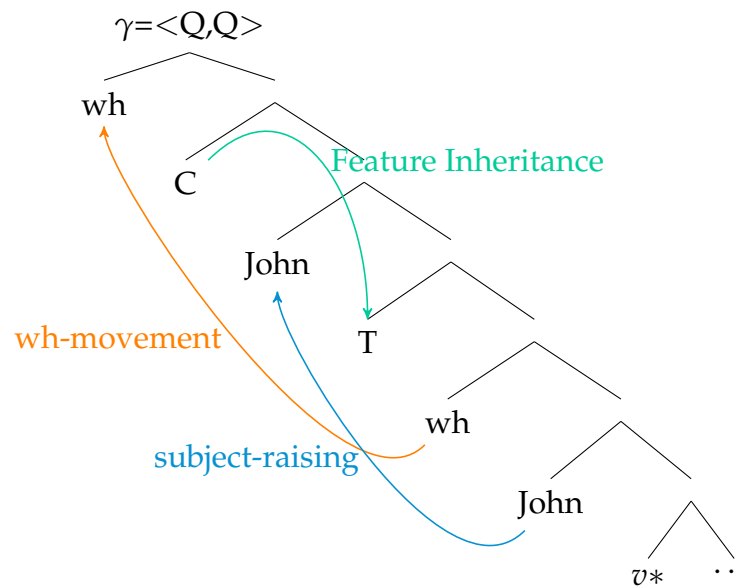 γ=<Q,Q>
wh
C
Feature Inheritance
John
T
wh-movement
wh
subject-raising
John
v*
. .